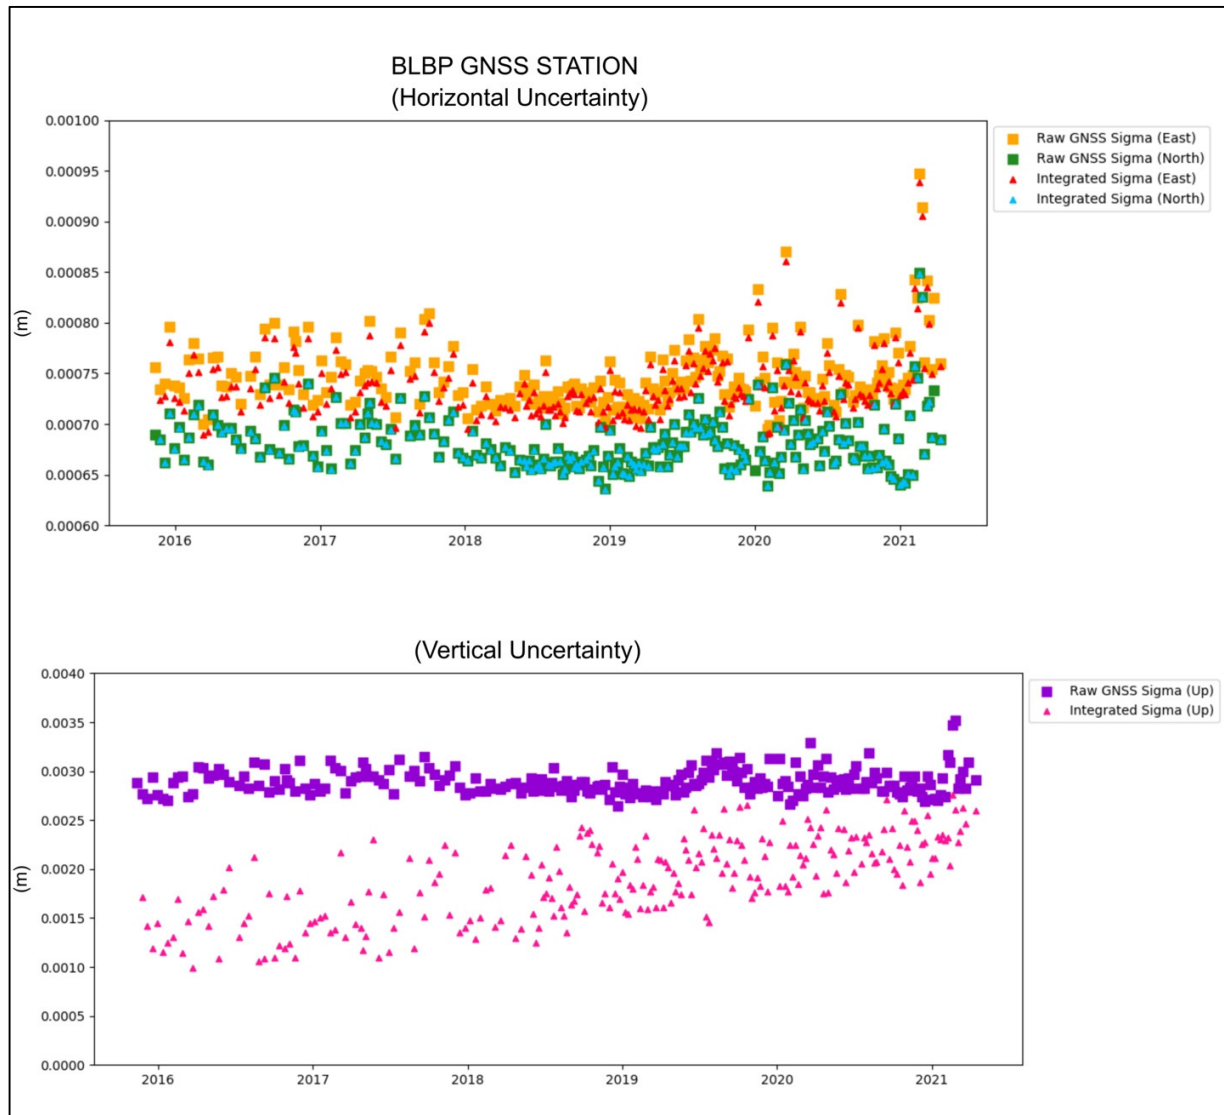 BLBP GNSS STATION
(Horizontal Uncertainty)
0.00100
0.00095
0.00090
0.00085
0.00080
0.00075
0.00070
0.00065
0.00060
(m)
2016 2017 2018 2019 2020 2021
Raw GNSS Sigma (East)
Raw GNSS Sigma (North)
Integrated Sigma (East)
Integrated Sigma (North)
(Vertical Uncertainty)
0.0040
0.0035
0.0030
0.0025
0.0020
0.0015
0.0010
0.0005
0.0000
(m)
2016 2017 2018 2019 2020 2021
Raw GNSS Sigma (Up)
Integrated Sigma (Up)